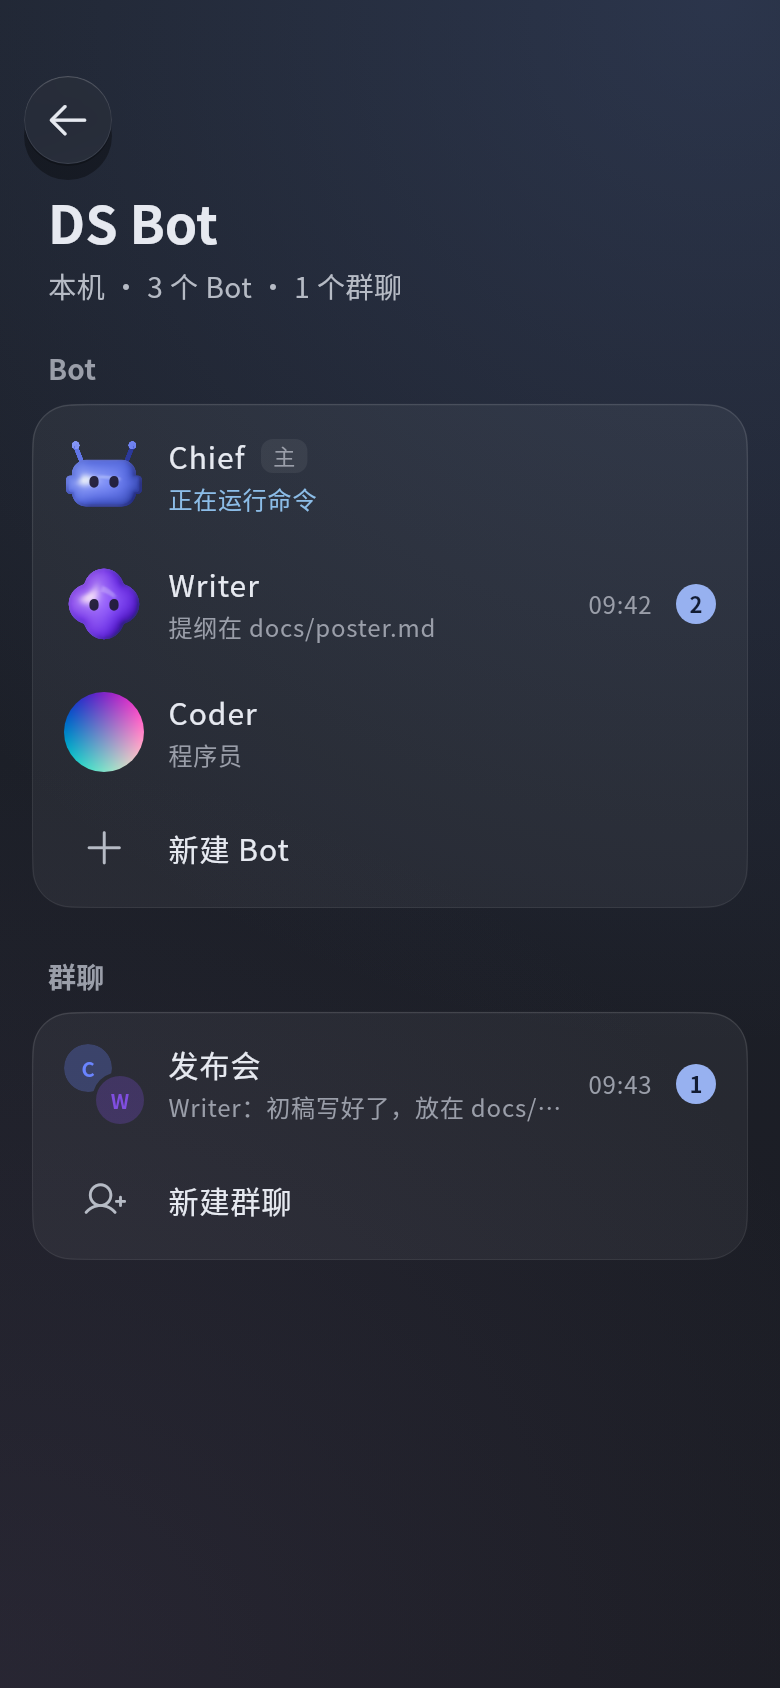 DS Bot
本机 · 3 个 Bot · 1 个群聊
Bot
Chief 主
正在运行命令
Writer
提纲在 docs/poster.md
09:42 2
Coder
程序员
新建 Bot
群聊
C
W
发布会
Writer：初稿写好了，放在 docs/…
09:43 1
新建群聊